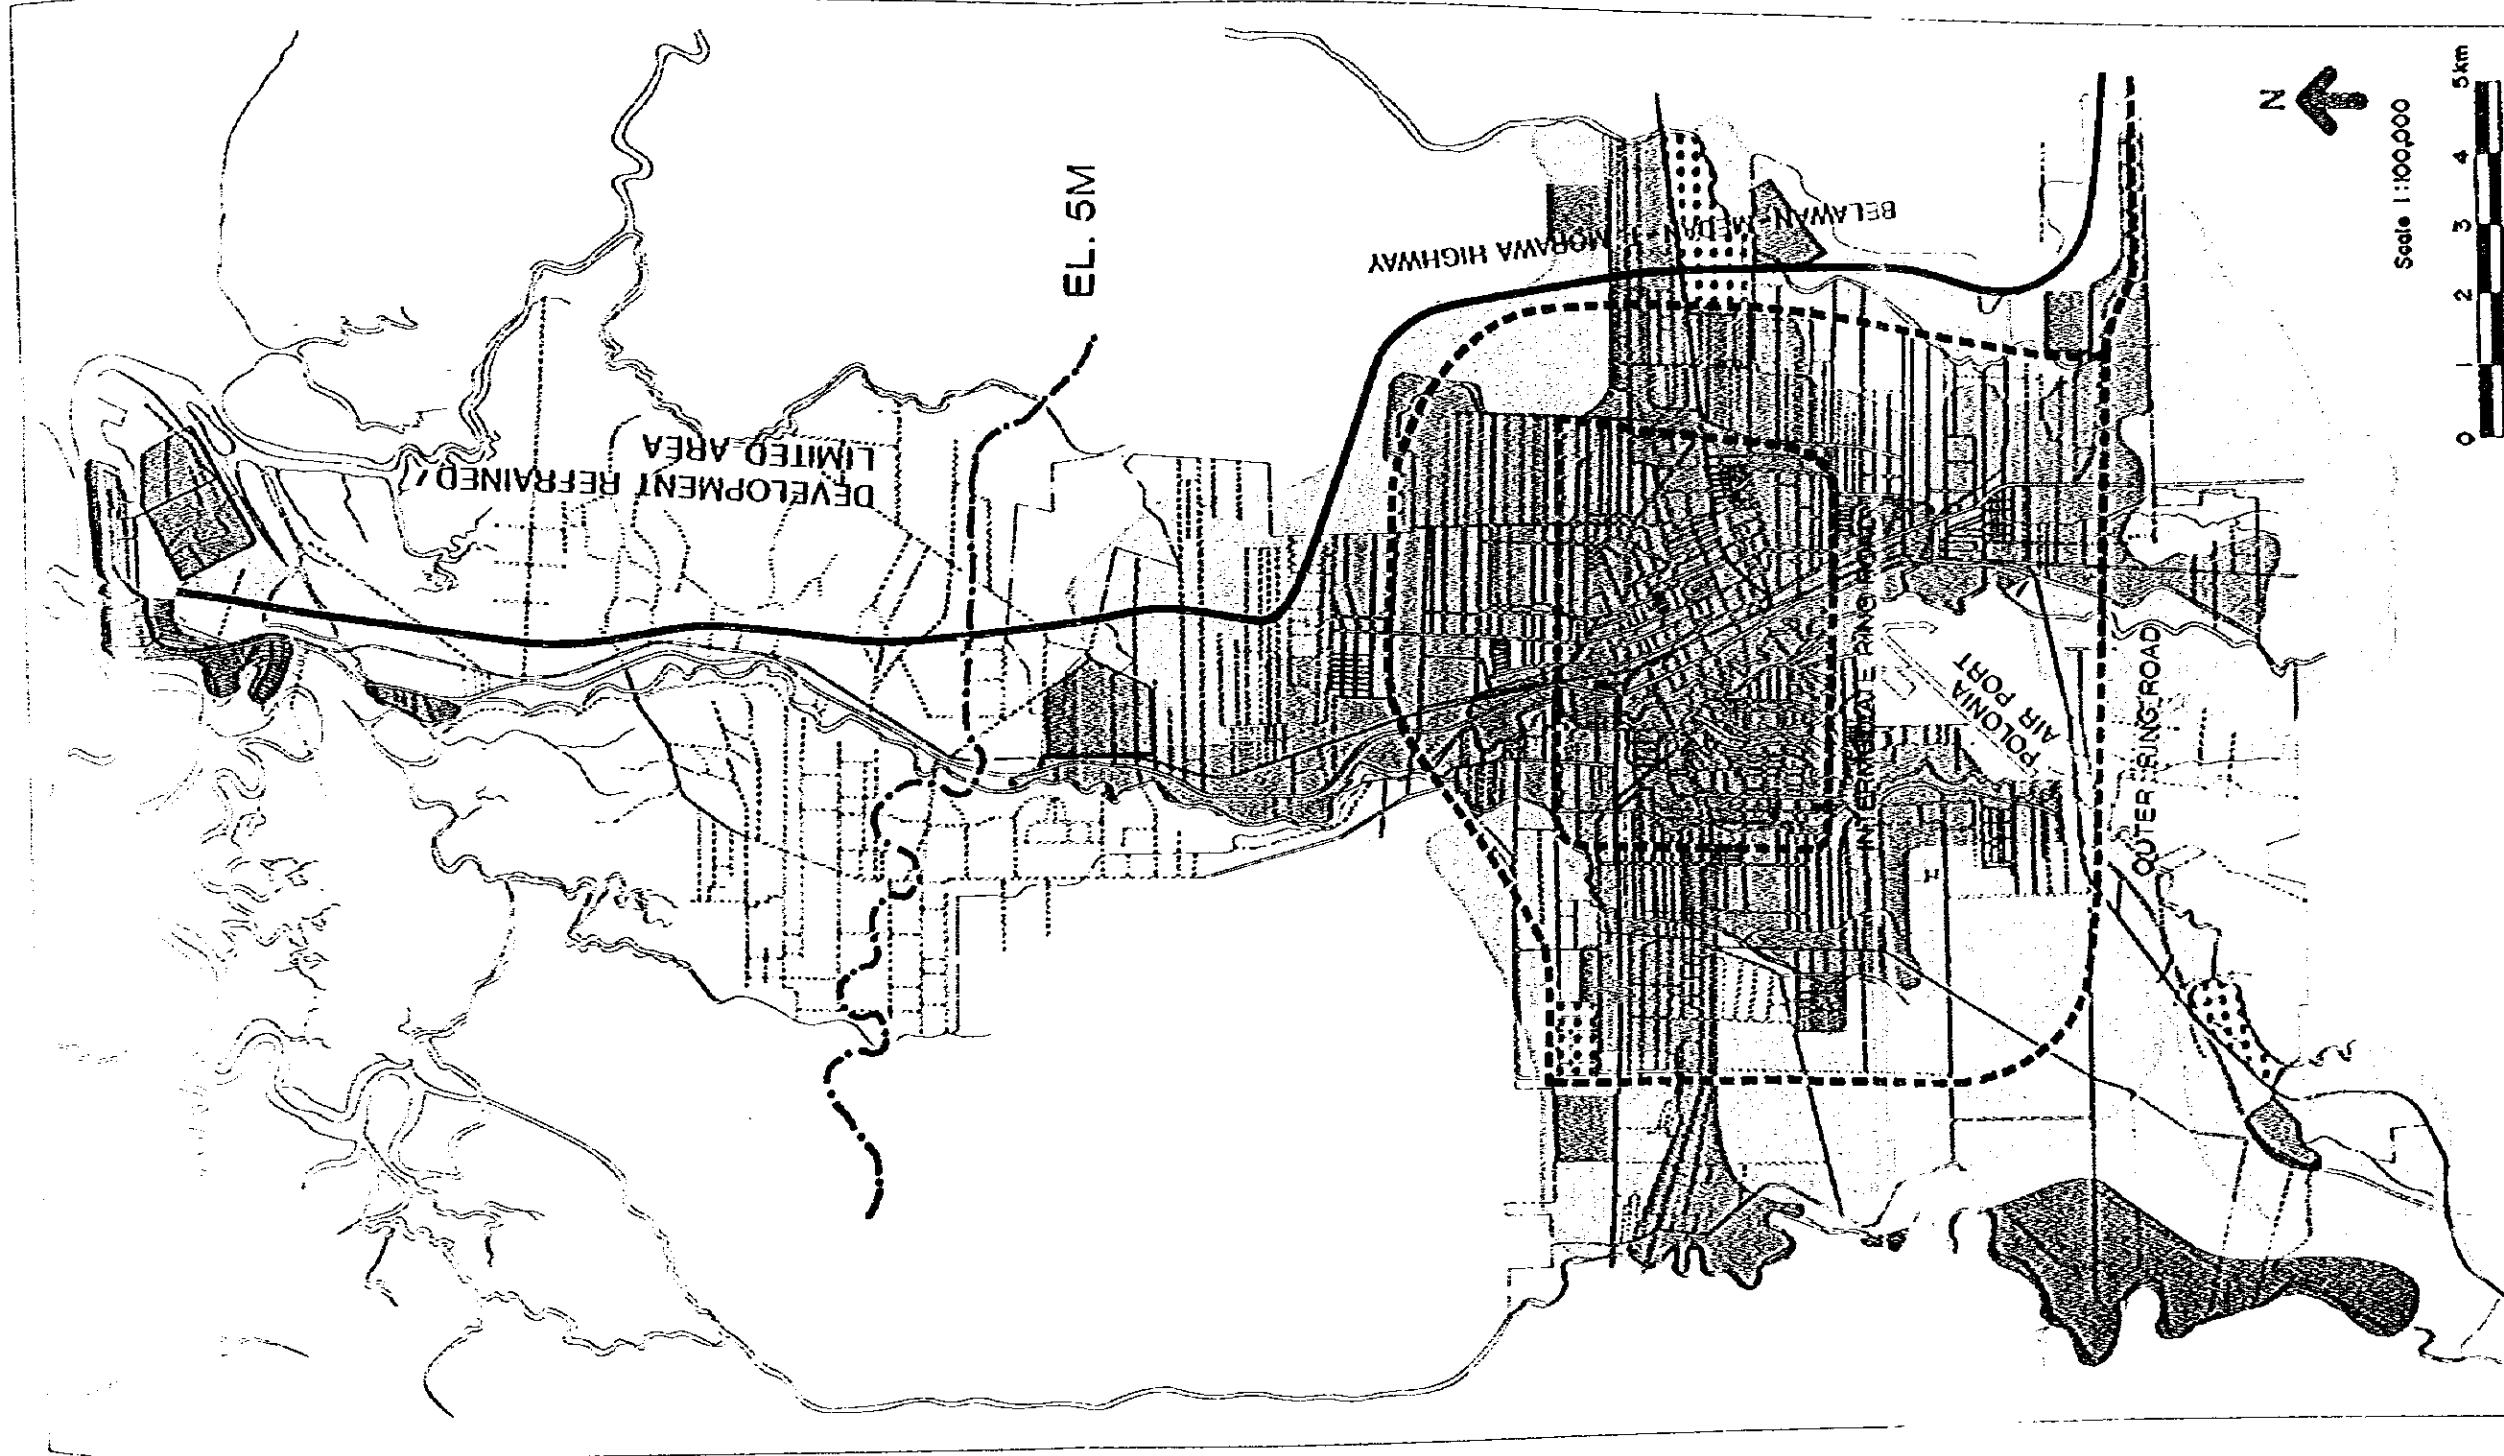 EL. 5M
DEVELOPMENT REFRAINED /
LIMITED AREA
BELAWAN-MEDAN-
MORAWA HIGHWAY
INTERMEDIATE RING ROAD
POLONIA
AIR PORT
OUTER RING ROAD
N
Scale 1:100,000
0 1 2 3 4 5km